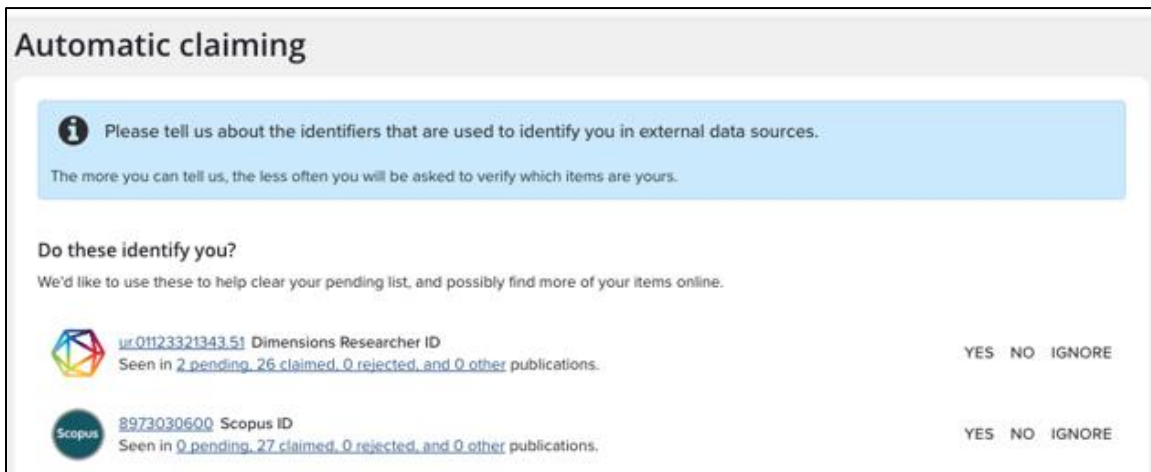 Automatic claiming
Please tell us about the identifiers that are used to identify you in external data sources.
The more you can tell us, the less often you will be asked to verify which items are yours.
Do these identify you?
We'd like to use these to help clear your pending list, and possibly find more of your items online.
ur.01123321343.51 Dimensions Researcher ID
Seen in 2 pending, 26 claimed, 0 rejected, and 0 other publications.
YES NO IGNORE
Scopus
8973030600 Scopus ID
Seen in 0 pending, 27 claimed, 0 rejected, and 0 other publications.
YES NO IGNORE